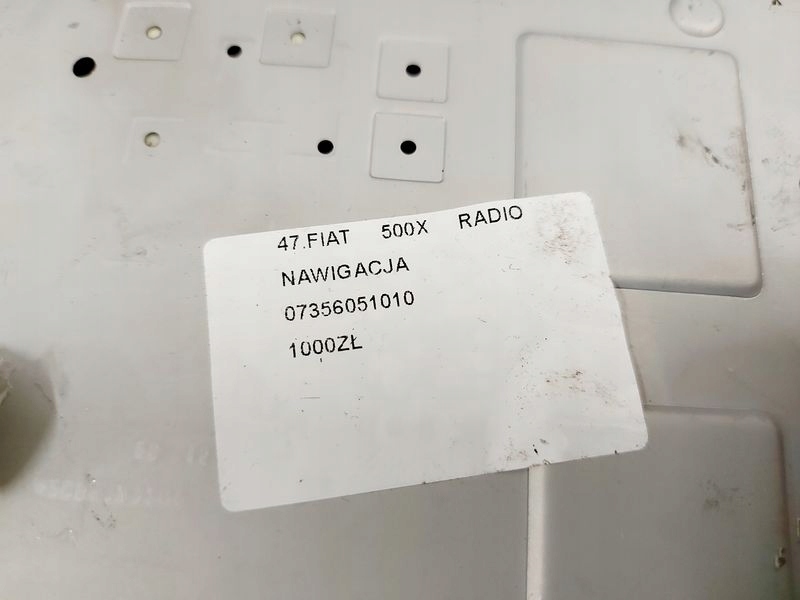 47.FIAT 500X RADIO
NAWIGACJA
07356051010
1000ZŁ